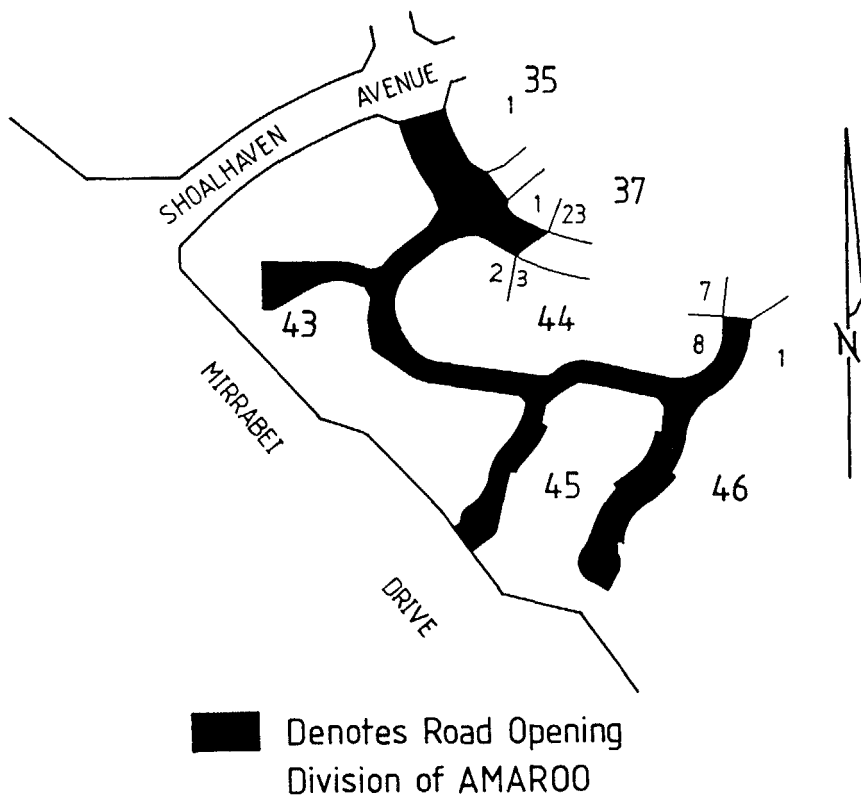 35
AVENUE
1
SHOALHAVEN
37
1
23
2
3
7
44
43
8
1
N
MIRRABEI
45
46
DRIVE
Denotes Road Opening
Division of AMAROO